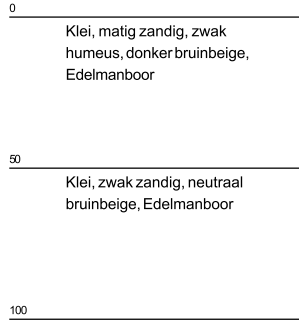 0
Klei, matig zandig, zwak
humeus, donker bruinbeige,
Edelmanboor
50
Klei, zwak zandig, neutraal
bruinbeige, Edelmanboor
100